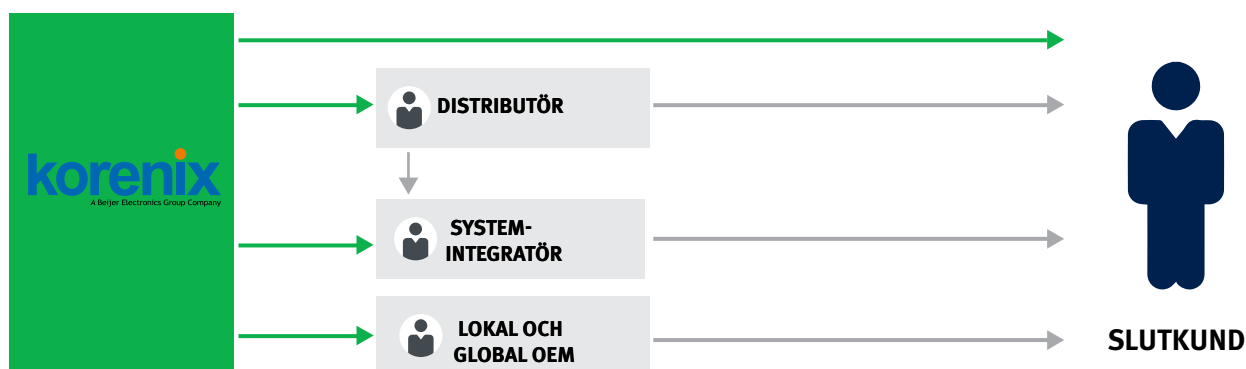 korenix
A Beijer Electronics Group Company
DISTRIBUTÖR
SYSTEM-
INTEGRATÖR
LOKAL OCH
GLOBAL OEM
SLUTKUND